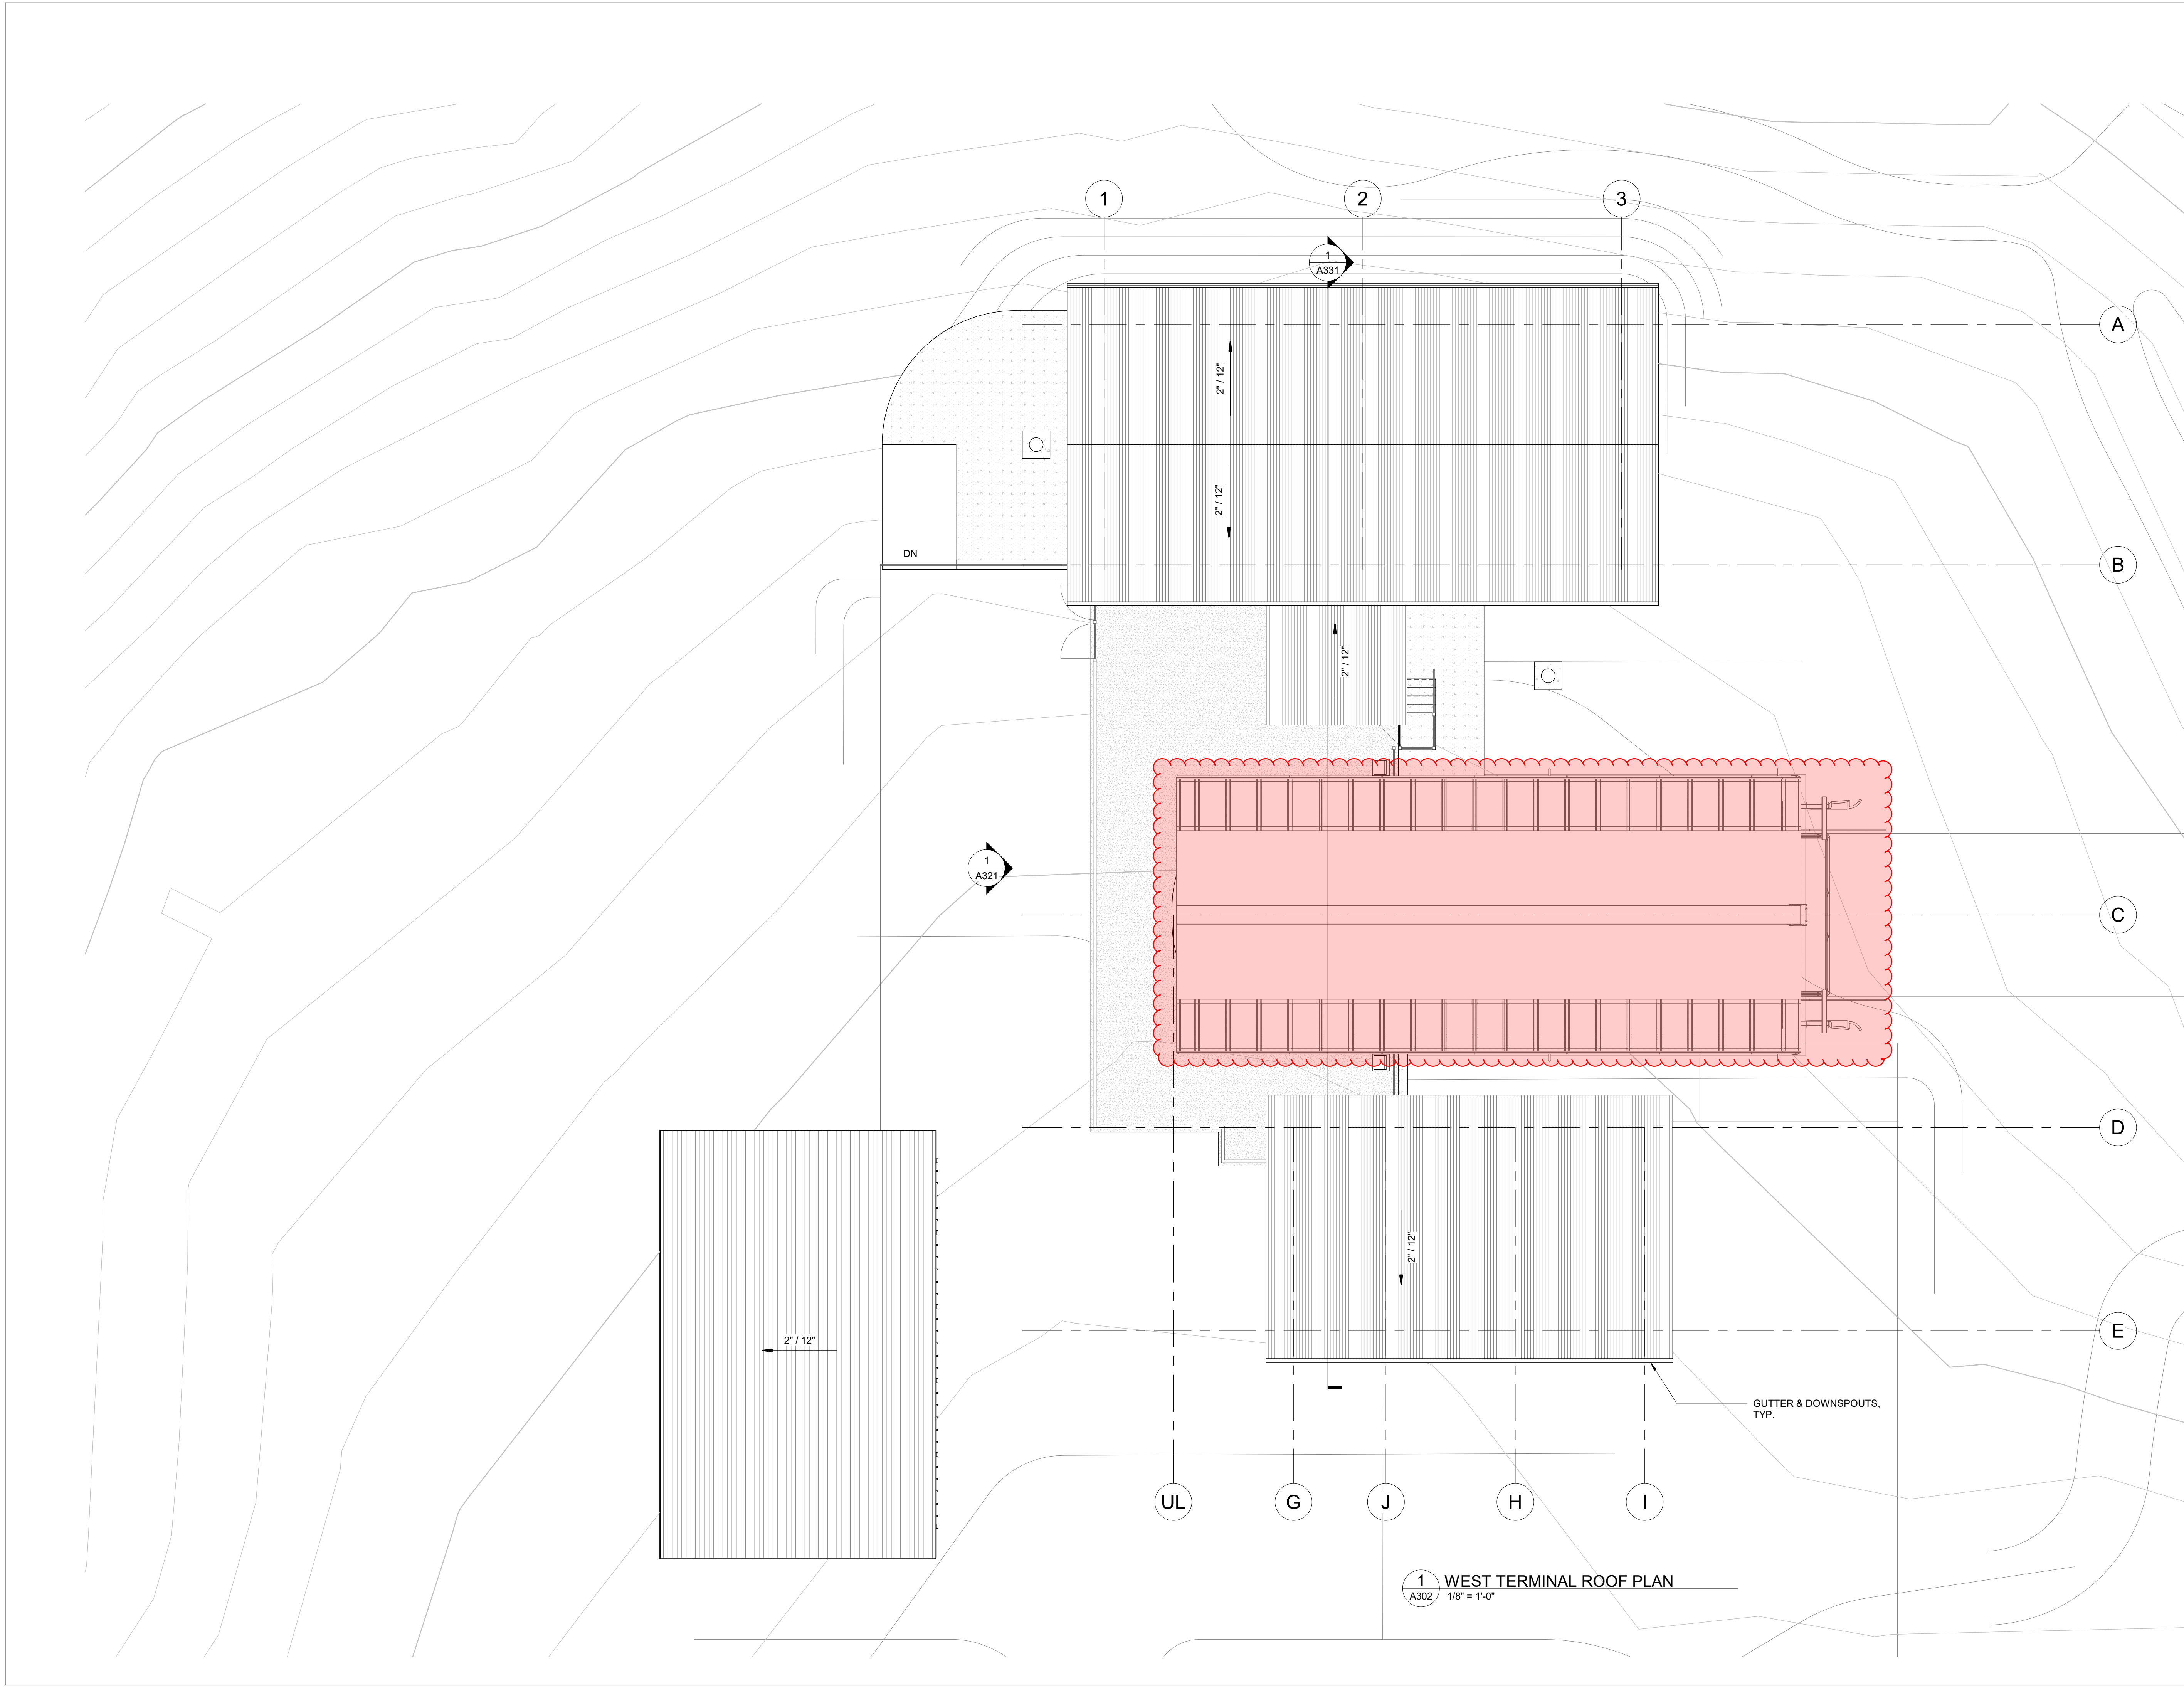 1
2
3
1
A331
A
2" / 12"
2" / 12"
DN
B
2" / 12"
1
A321
C
D
2" / 12"
2" / 12"
E
GUTTER & DOWNSPOUTS,
TYP.
UL
G
J
H
I
1
WEST TERMINAL ROOF PLAN
A302
1/8" = 1'-0"